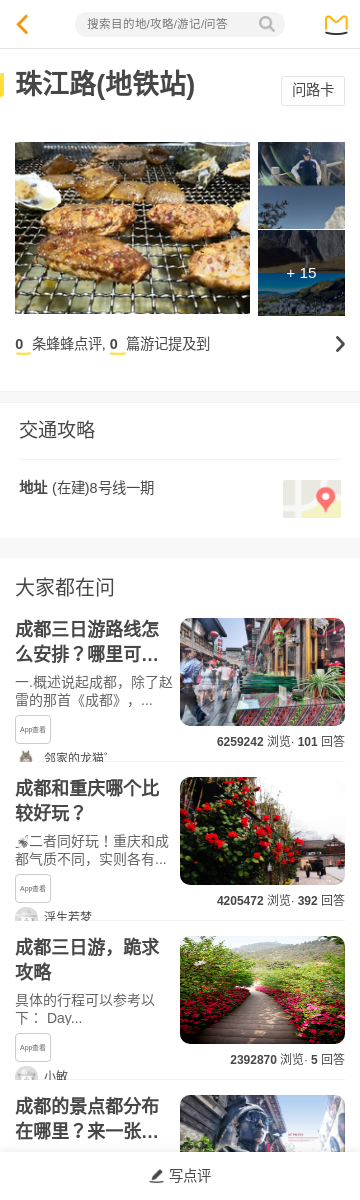 搜索目的地/攻略/游记/问答
珠江路(地铁站)
问路卡
+ 15
0 条蜂蜂点评, 0 篇游记提及到
交通攻略
地址 (在建)8号线一期
大家都在问
成都三日游路线怎
么安排？哪里可…
一.概述说起成都，除了赵
雷的那首《成都》，...
App查看
邻家的龙猫゜
6259242 浏览· 101 回答
成都和重庆哪个比
较好玩？
二者同好玩！重庆和成
都气质不同，实则各有...
App查看
浮生若梦
4205472 浏览· 392 回答
成都三日游，跪求
攻略
具体的行程可以参考以
下： Day...
App查看
小敏
2392870 浏览· 5 回答
成都的景点都分布
在哪里？来一张…
写点评